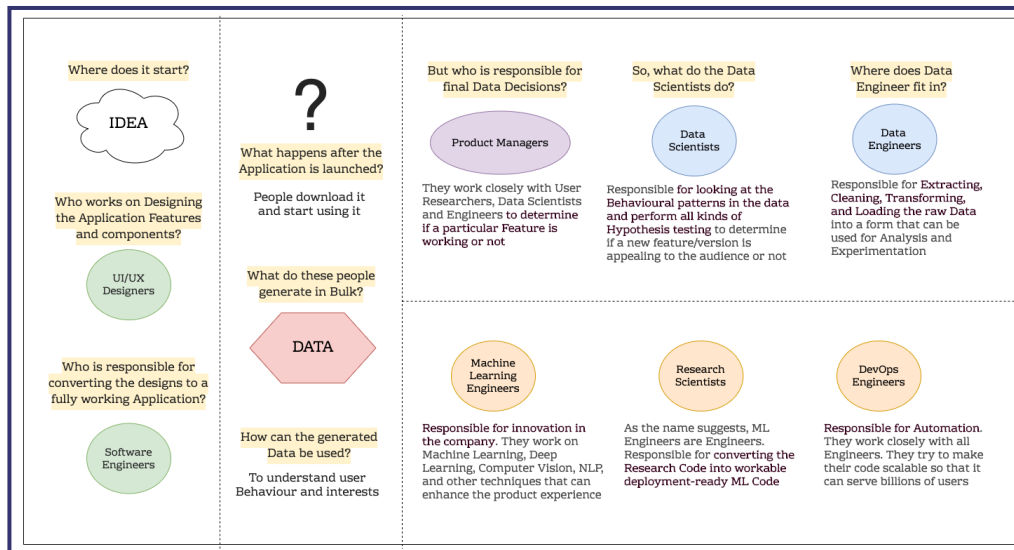 Where does it start?
IDEA
Who works on Designing
the Application Features
and components?
UI/UX
Designers
Who is responsible for
converting the designs to a
fully working Application?
Software
Engineers
?
What happens after the
Application is launched?
People download it
and start using it
What do these people
generate in Bulk?
DATA
How can the generated
Data be used?
To understand user
Behaviour and interests
But who is responsible for
final Data Decisions?
Product Managers
They work closely with User
Researchers, Data Scientists
and Engineers to determine
if a particular Feature is
working or not
So, what do the Data
Scientists do?
Data
Scientists
Responsible for looking at the
Behavioural patterns in the data
and perform all kinds of
Hypothesis testing to determine
if a new feature/version is
appealing to the audience or not
Where does Data
Engineer fit in?
Data
Engineers
Responsible for Extracting,
Cleaning, Transforming,
and Loading the raw Data
into a form that can be
used for Analysis and
Experimentation
Machine
Learning
Engineers
Responsible for innovation in
the company. They work on
Machine Learning, Deep
Learning, Computer Vision, NLP,
and other techniques that can
enhance the product experience
Research
Scientists
As the name suggests, ML
Engineers are Engineers.
Responsible for converting the
Research Code into workable
deployment-ready ML Code
DevOps
Engineers
Responsible for Automation.
They work closely with all
Engineers. They try to make
their code scalable so that it
can serve billions of users